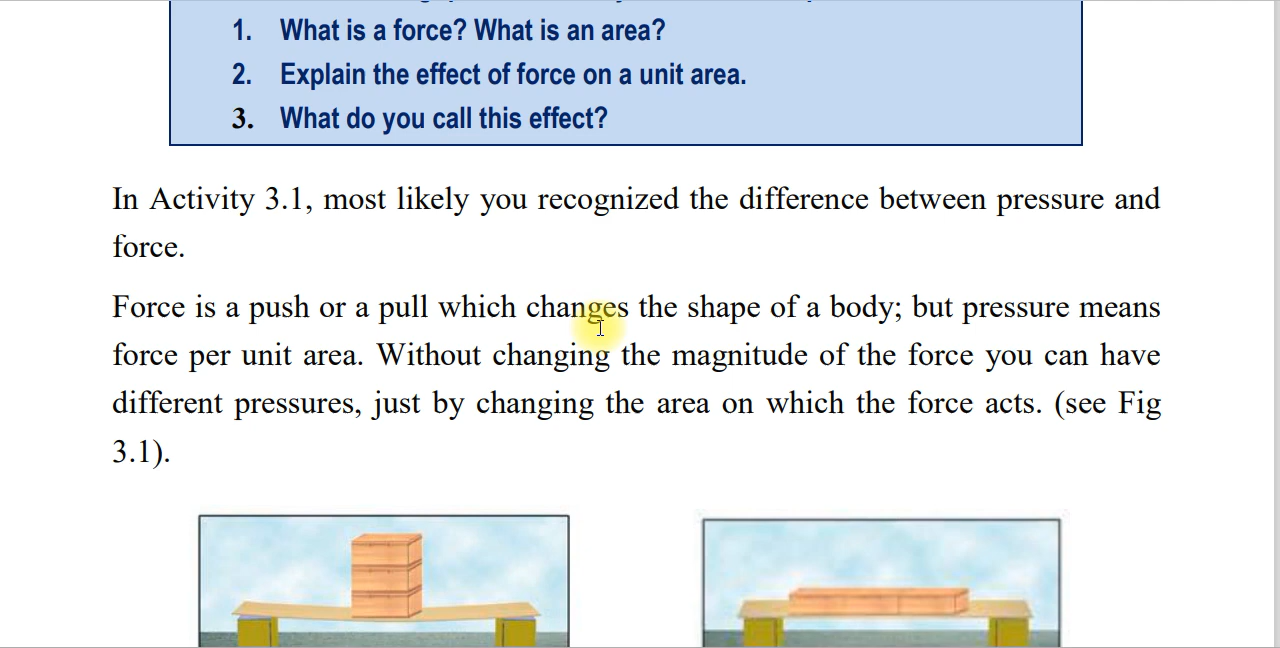 1. What is a force? What is an area?
2. Explain the effect of force on a unit area.
3. What do you call this effect?
In Activity 3.1, most likely you recognized the difference between pressure and
force.
Force is a push or a pull which changes the shape of a body; but pressure means
force per unit area. Without changing the magnitude of the force you can have
different pressures, just by changing the area on which the force acts. (see Fig
3.1).